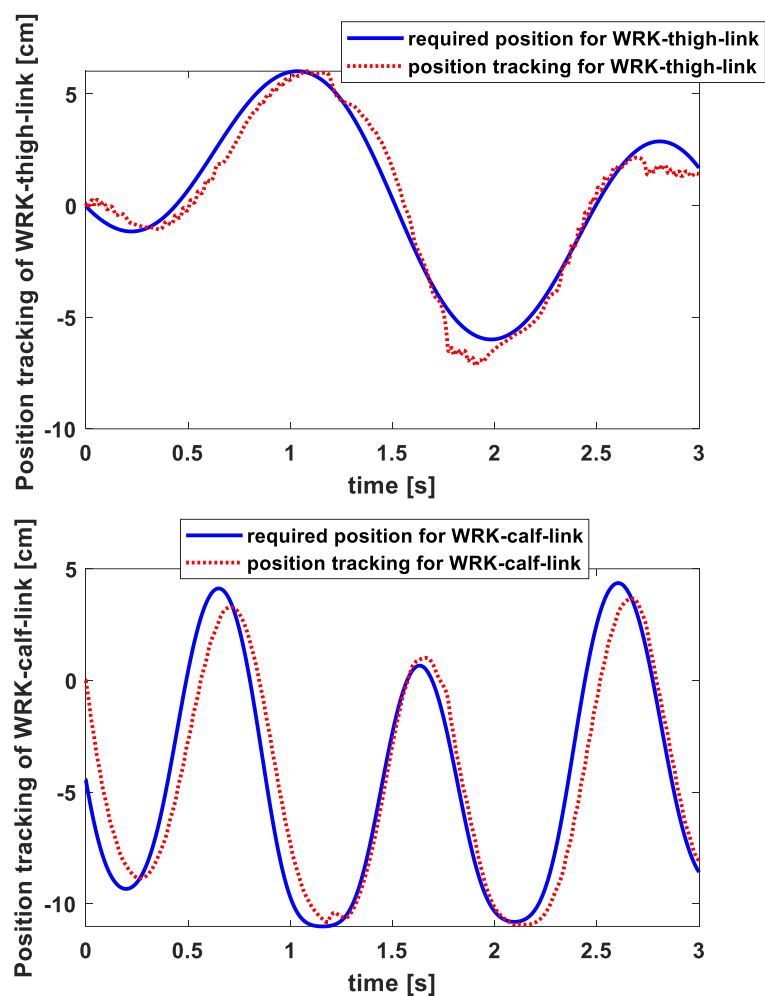 required position for WRK-thigh-link
position tracking for WRK-thigh-link
Position tracking of WRK-thigh-link [cm]
5
0
-5
-10
0 0.5 1 1.5 2 2.5 3
time [s]
required position for WRK-calf-link
position tracking for WRK-calf-link
Position tracking of WRK-calf-link [cm]
5
0
-5
-10
0 0.5 1 1.5 2 2.5 3
time [s]